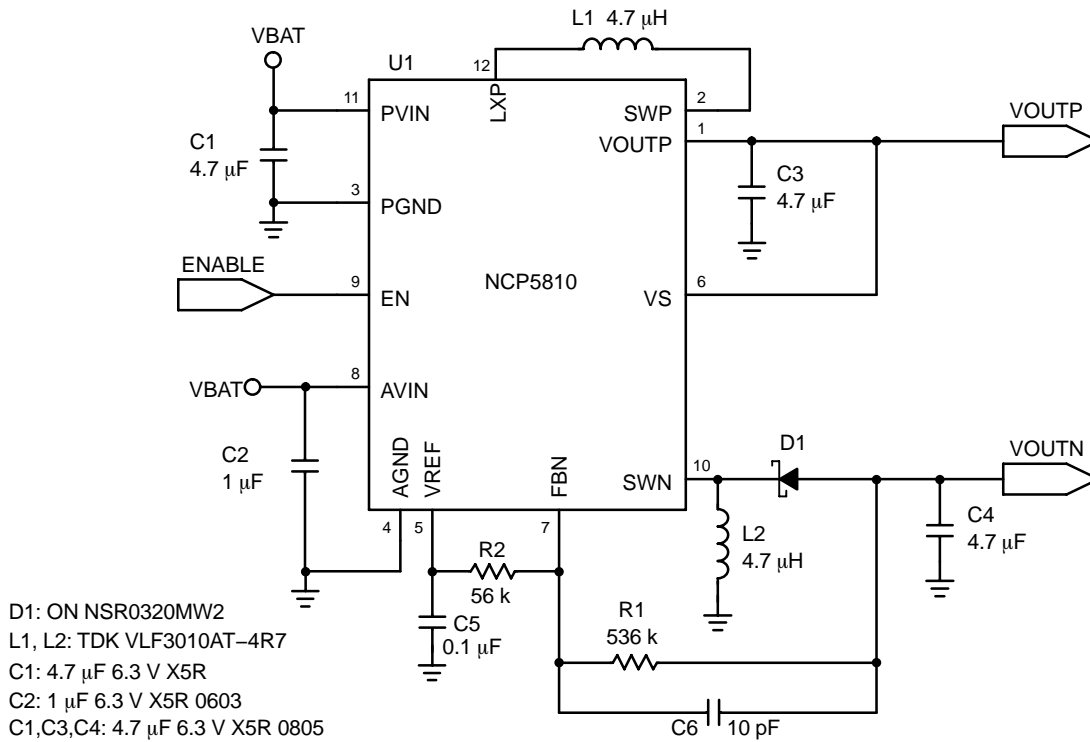 L1 4.7 μH
VBAT
U1
12
LXP
11
PVIN
SWP
2
VOUTP
1
VOUTP
C1
4.7 μF
C3
4.7 μF
3
PGND
ENABLE
9
EN
NCP5810
VS
6
VBAT
8
AVIN
C2
1 μF
AGND
VREF
FBN
SWN
10
D1
VOUTN
4
5
7
L2
4.7 μH
C4
4.7 μF
R2
56 k
C5
0.1 μF
R1
536 k
C6
10 pF
D1: ON NSR0320MW2
L1, L2: TDK VLF3010AT−4R7
C1: 4.7 μF 6.3 V X5R
C2: 1 μF 6.3 V X5R 0603
C1,C3,C4: 4.7 μF 6.3 V X5R 0805